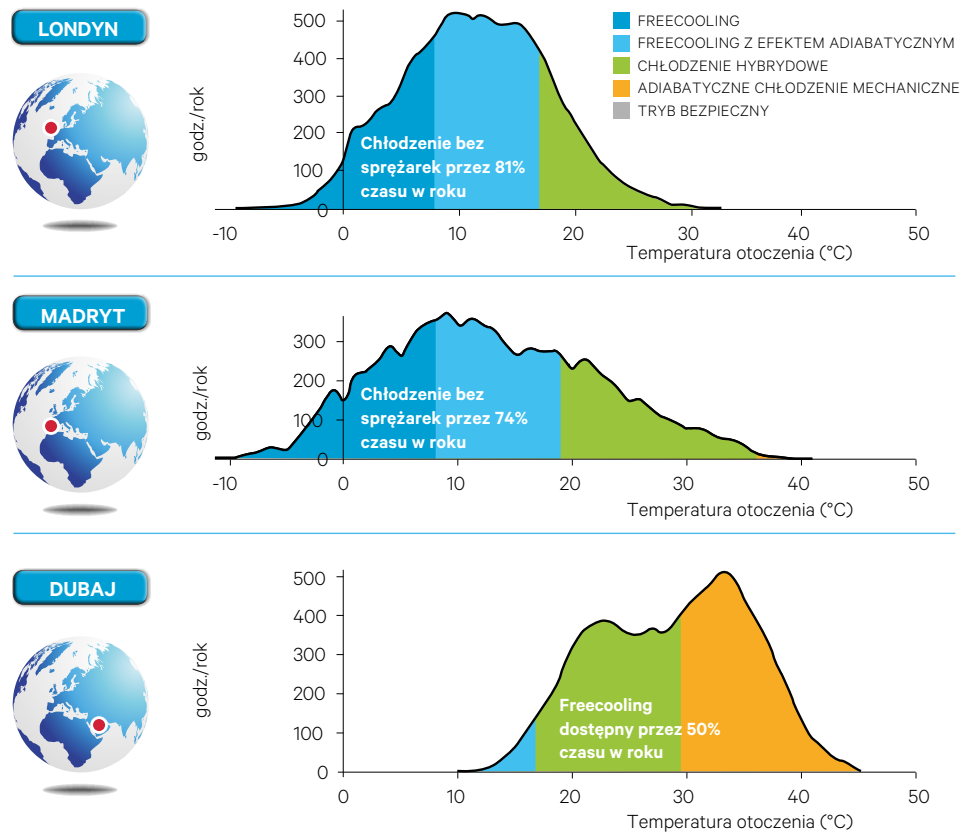 LONDYN
godz./rok
500
400
300
200
100
0
Chłodzenie bez
sprężarek przez 81%
czasu w roku
-10 0 10 20 30 40 50
Temperatura otoczenia (°C)
FREECOOLING
FREECOOLING Z EFEKTEM ADIABATYCZNYM
CHŁODZENIE HYBRYDOWE
ADIABATYCZNE CHŁODZENIE MECHANICZNE
TRYB BEZPIECZNY
MADRYT
godz./rok
300
200
100
0
Chłodzenie bez
sprężarek przez 74%
czasu w roku
-10 0 10 20 30 40 50
Temperatura otoczenia (°C)
DUBAJ
godz./rok
500
400
300
200
100
0
Freecooling
dostępny przez 50%
czasu w roku
0 10 20 30 40 50
Temperatura otoczenia (°C)